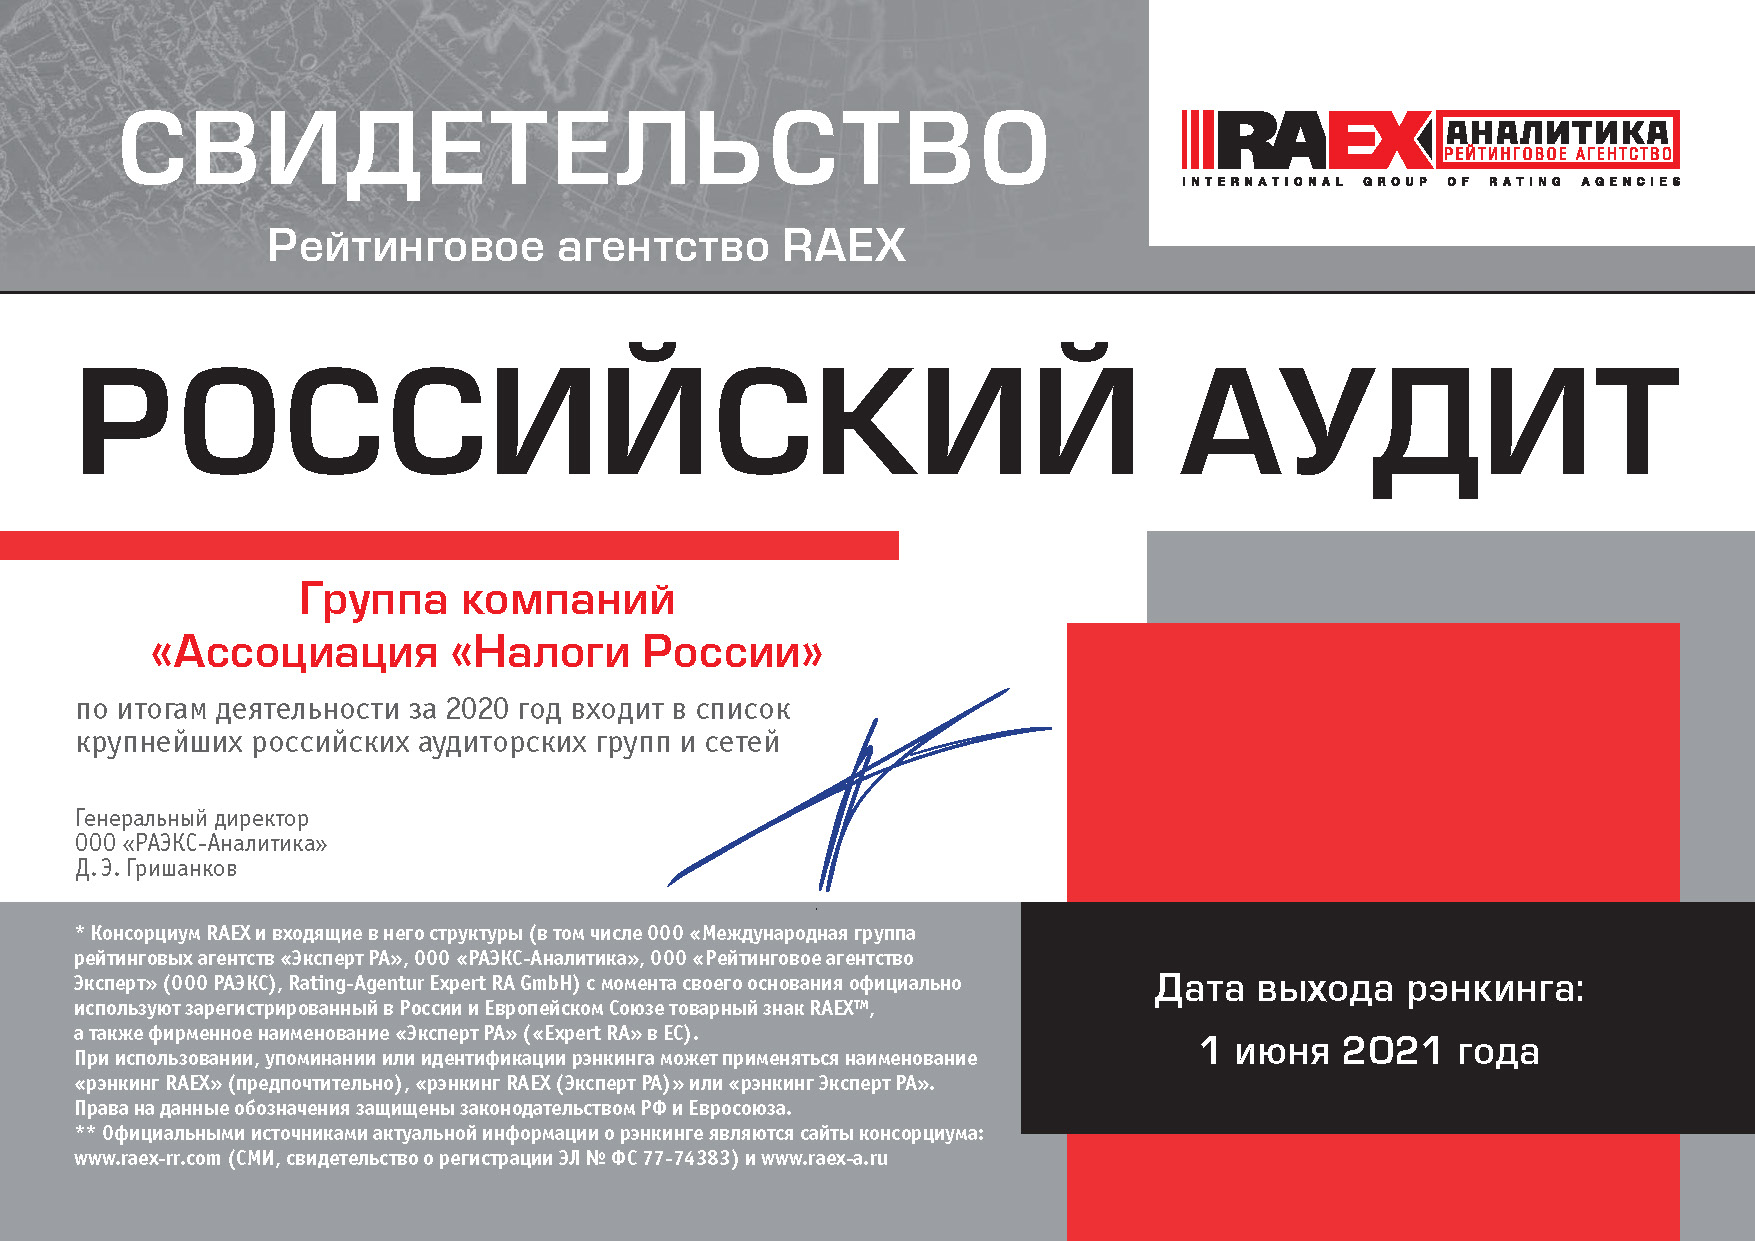 СВИДЕТЕЛЬСТВО
Рейтинговое агентство RAEX
RAEX АНАЛИТИКА
РЕЙТИНГОВОЕ АГЕНТСТВО
INTERNATIONAL GROUP OF RATING AGENCIES
РОССИЙСКИЙ АУДИТ
Группа компаний
«Ассоциация «Налоги России»
по итогам деятельности за 2020 год входит в список
крупнейших российских аудиторских групп и сетей
Генеральный директор
ООО «РАЭКС-Аналитика»
Д. Э. Гришанков
* Консорциум RAEX и входящие в него структуры (в том числе ООО «Международная группа
рейтинговых агентств «Эксперт РА», ООО «РАЭКС-Аналитика», ООО «Рейтинговое агентство
Эксперт» (ООО РАЭКС), Rating-Agentur Expert RA GmbH) с момента своего основания официально
используют зарегистрированный в России и Европейском Союзе товарный знак RAEX™,
а также фирменное наименование «Эксперт РА» («Expert RA» в ЕС).
При использовании, упоминании или идентификации рэнкинга может применяться наименование
«рэнкинг RAEX» (предпочтительно), «рэнкинг RAEX (Эксперт РА)» или «рэнкинг Эксперт РА».
Права на данные обозначения защищены законодательством РФ и Евросоюза.
** Официальными источниками актуальной информации о рэнкинге являются сайты консорциума:
www.raex-rr.com (СМИ, свидетельство о регистрации ЭЛ № ФС 77-74383) и www.raex-a.ru
Дата выхода рэнкинга:
1 июня 2021 года